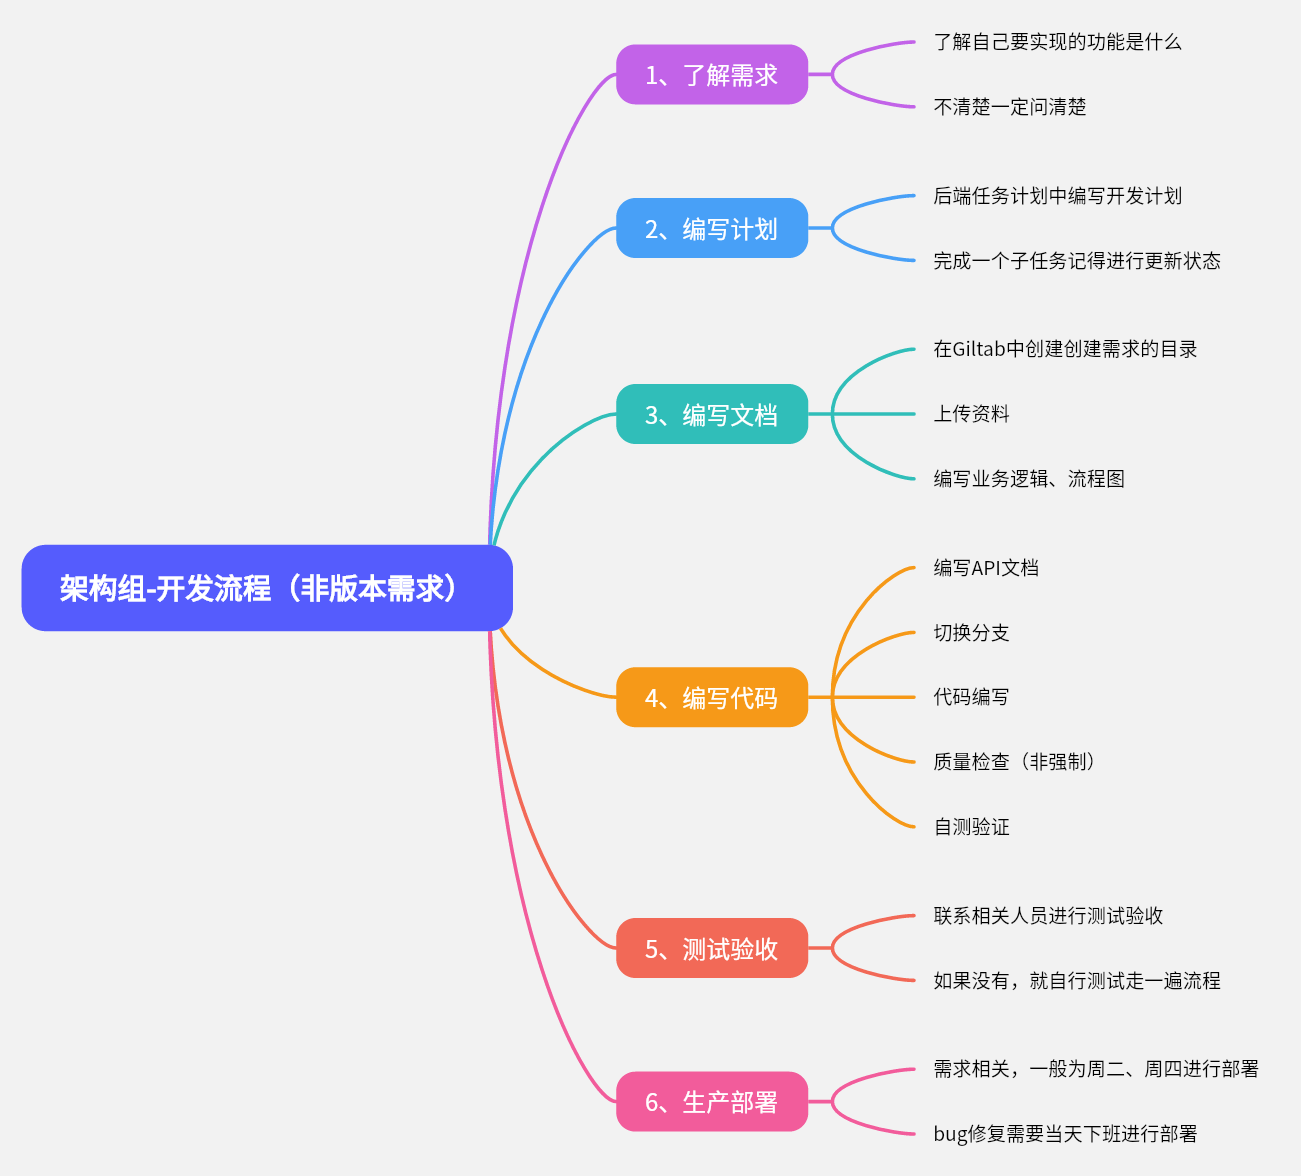 架构组-开发流程（非版本需求）
1、了解需求
了解自己要实现的功能是什么
不清楚一定问清楚
2、编写计划
后端任务计划中编写开发计划
完成一个子任务记得进行更新状态
3、编写文档
在Giltab中创建创建需求的目录
上传资料
编写业务逻辑、流程图
4、编写代码
编写API文档
切换分支
代码编写
质量检查（非强制）
自测验证
5、测试验收
联系相关人员进行测试验收
如果没有，就自行测试走一遍流程
6、生产部署
需求相关，一般为周二、周四进行部署
bug修复需要当天下班进行部署